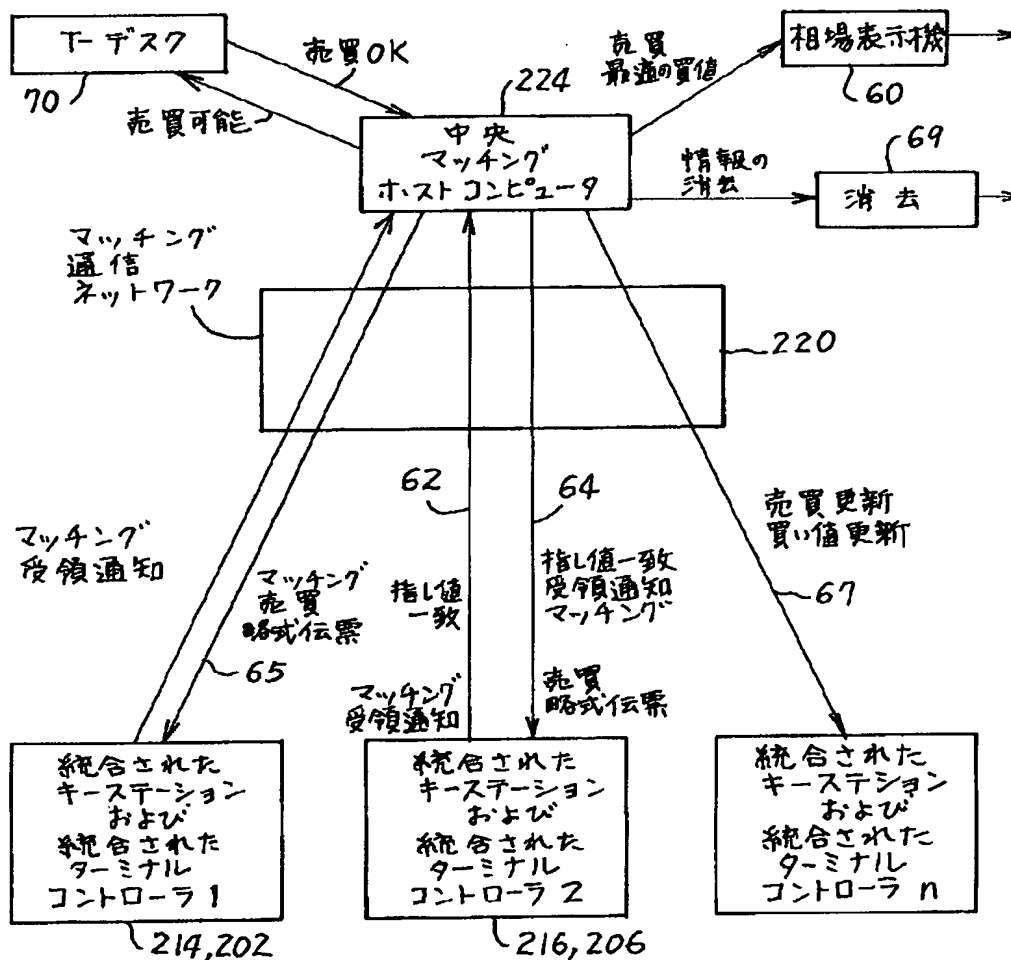 T-デスク
70
売買OK
売買可能
売買
最適の買値
相場表示機
60
224
中央
マッチング
ホストコンピュータ
情報の
消去
69
消去
マッチング
通信
ネットワーク
220
62
64
マッチング
受領通知
マッチング
売買
略式伝票
65
指し値
一致
マッチング
受領通知
指し値一致
受領通知
マッチング
売買
略式伝票
売買更新
買い値更新
67
統合された
キーステーション
および
統合された
ターミナル
コントローラ1
214,202
統合された
キーステーション
および
統合された
ターミナル
コントローラ2
216,206
統合された
キーステーション
および
統合された
ターミナル
コントローラn